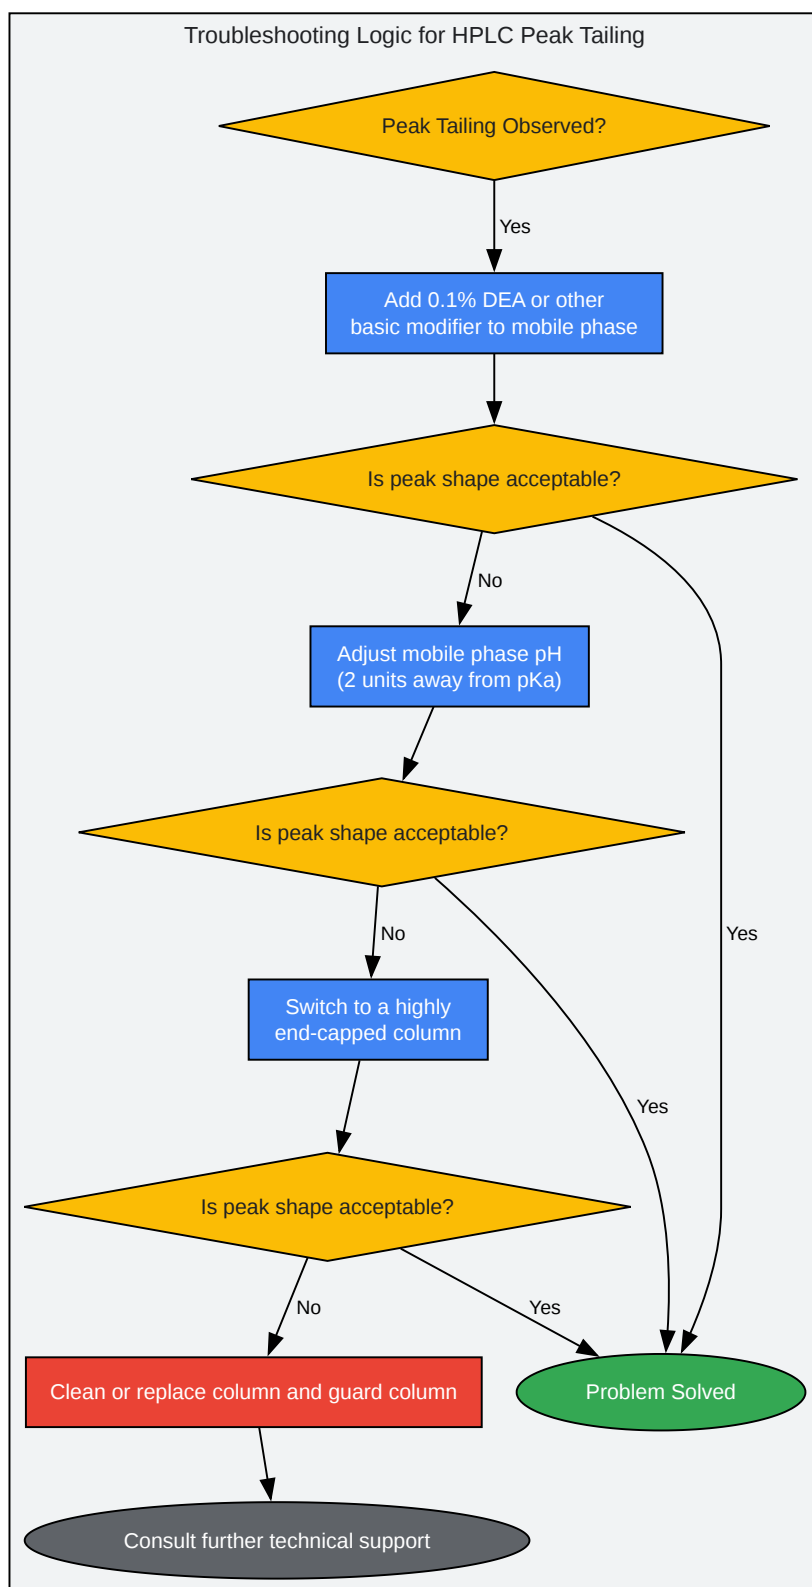 Troubleshooting Logic for HPLC Peak Tailing
Peak Tailing Observed?
Yes
Add 0.1% DEA or other
basic modifier to mobile phase
Is peak shape acceptable?
No
Adjust mobile phase pH
(2 units away from pKa)
Is peak shape acceptable?
No
Yes
Switch to a highly
end-capped column
Yes
Is peak shape acceptable?
No
Yes
Clean or replace column and guard column
Problem Solved
Consult further technical support